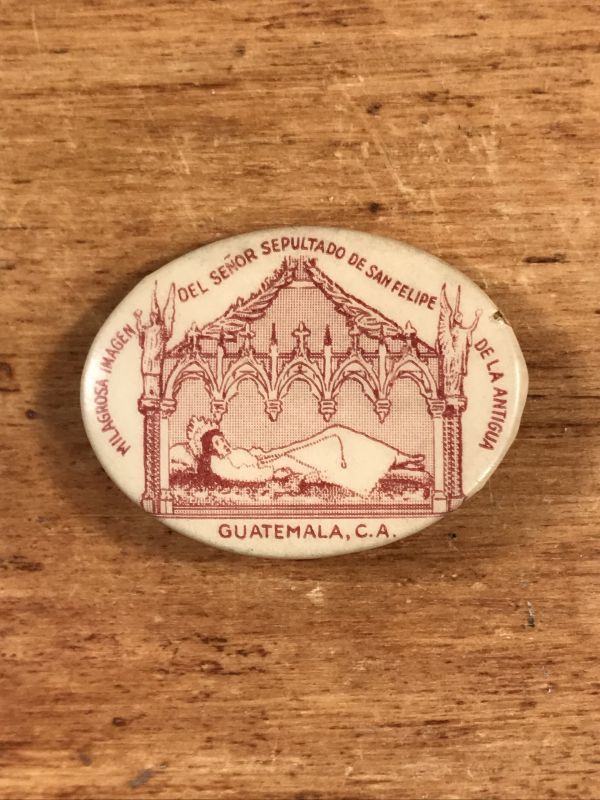 MILAGROSA IMAGEN DEL SEÑOR SEPULTADO DE SAN FELIPE DE LA ANTIGUA
GUATEMALA, C.A.